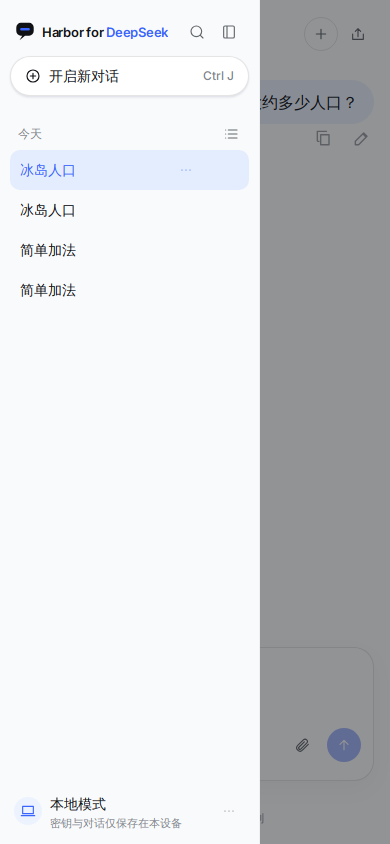 Harbor for DeepSeek
开启新对话 Ctrl J
今天
冰岛人口
冰岛人口
简单加法
简单加法
约多少人口？
本地模式
密钥与对话仅保存在本设备